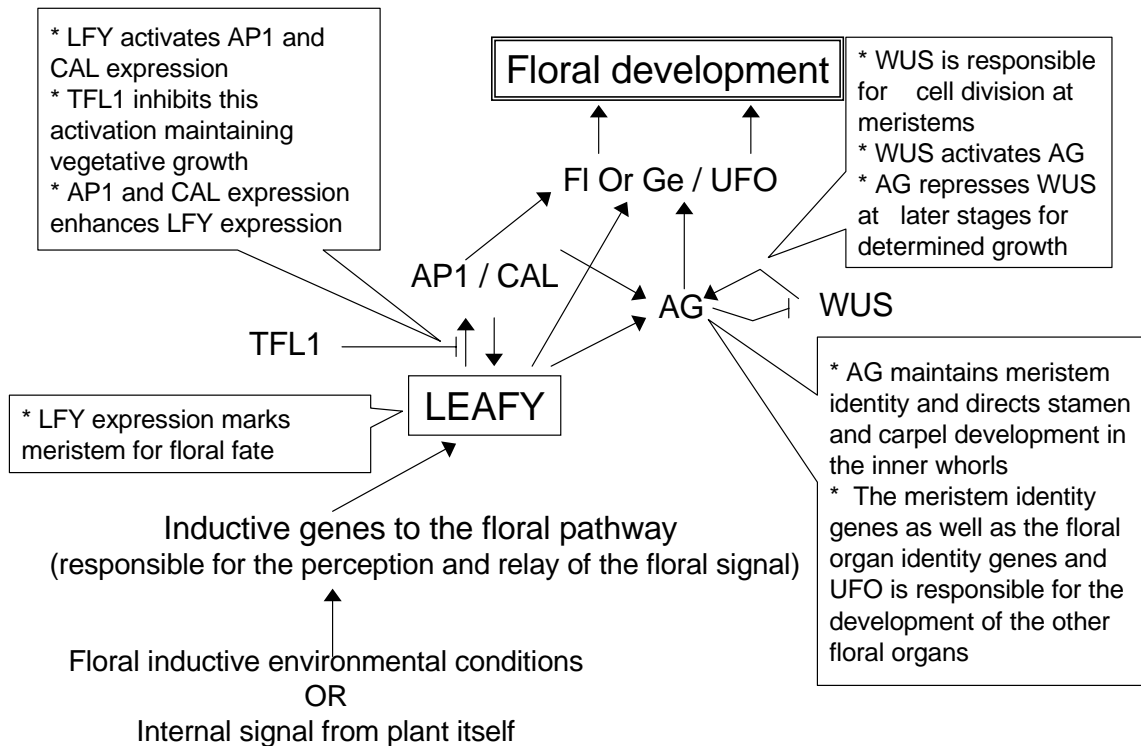 * LFY activates AP1 and
CAL expression
* TFL1 inhibits this
activation maintaining
vegetative growth
* AP1 and CAL expression
enhances LFY expression
Floral development
* WUS is responsible
for cell division at
meristems
* WUS activates AG
* AG represses WUS
at later stages for
determined growth
Fl Or Ge / UFO
AP1 / CAL
AG
WUS
TFL1
LEAFY
* LFY expression marks
meristem for floral fate
* AG maintains meristem
identity and directs stamen
and carpel development in
the inner whorls
* The meristem identity
genes as well as the floral
organ identity genes and
UFO is responsible for the
development of the other
floral organs
Inductive genes to the floral pathway
(responsible for the perception and relay of the floral signal)
Floral inductive environmental conditions
OR
Internal signal from plant itself